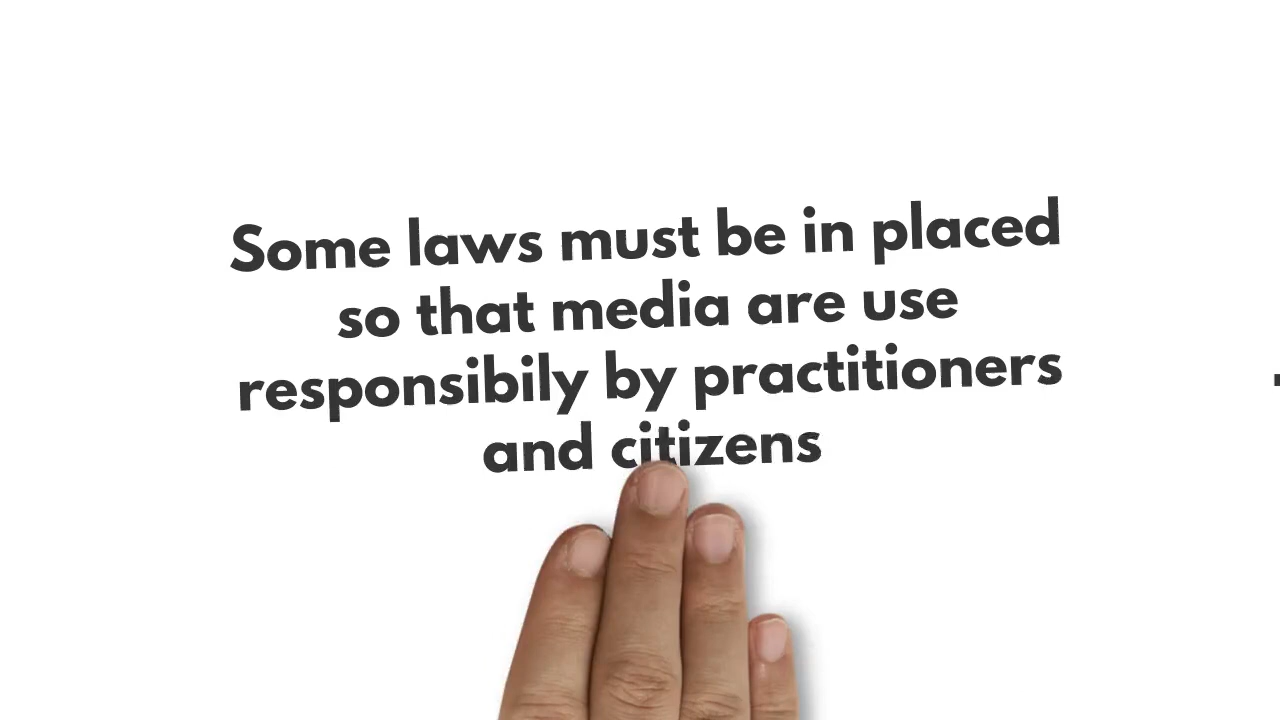 Some laws must be in placed
so that media are use
responsibily by practitioners
and citizens